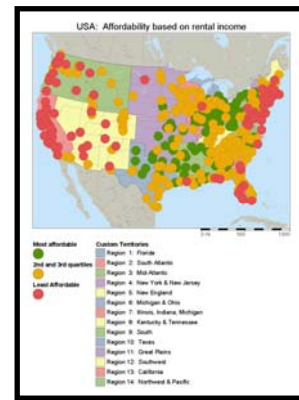 USA: Affordability based on rental income
Most affordable
2nd and 3rd quartiles
Least Affordable
Custom Territories
Region 1: Floride
Region 2: South Atlantic
Region 3: Mid-Atlantic
Region 4: New York & New Jersey
Region 5: New England
Region 6: Michigan & Ohio
Region 7: Illinois, Indiana, Michigan
Region 8: Kentucky & Tennessee
Region 9: South
Region 10: Texas
Region 11: Great Plains
Region 12: Southwest
Region 13: California
Region 14: Northwest & Pacific